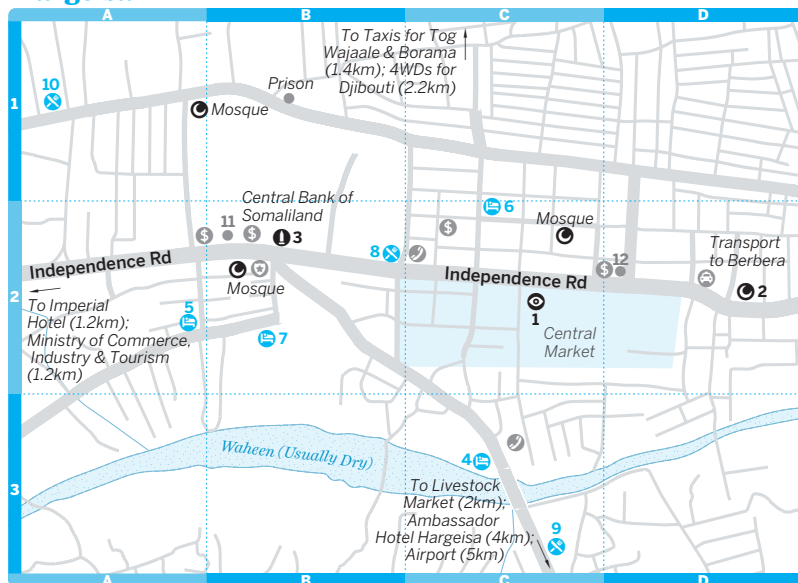 A
B
C
D
1
2
3
To Taxis for Tog
Wajaale & Borama
(1.4km); 4WDs for
Djibouti (2.2km)
10
Prison
Mosque
6
Central Bank of
Somaliland
11
$
$
3
$
Mosque
8
$
12
Transport
to Berbera
Independence Rd
Independence Rd
Mosque
2
To Imperial
Hotel (1.2km);
Ministry of Commerce,
Industry & Tourism
(1.2km)
5
7
1
Central
Market
Waheen (Usually Dry)
4
To Livestock
Market (2km);
Ambassador
Hotel Hargeisa (4km);
Airport (5km)
9
A
B
C
D